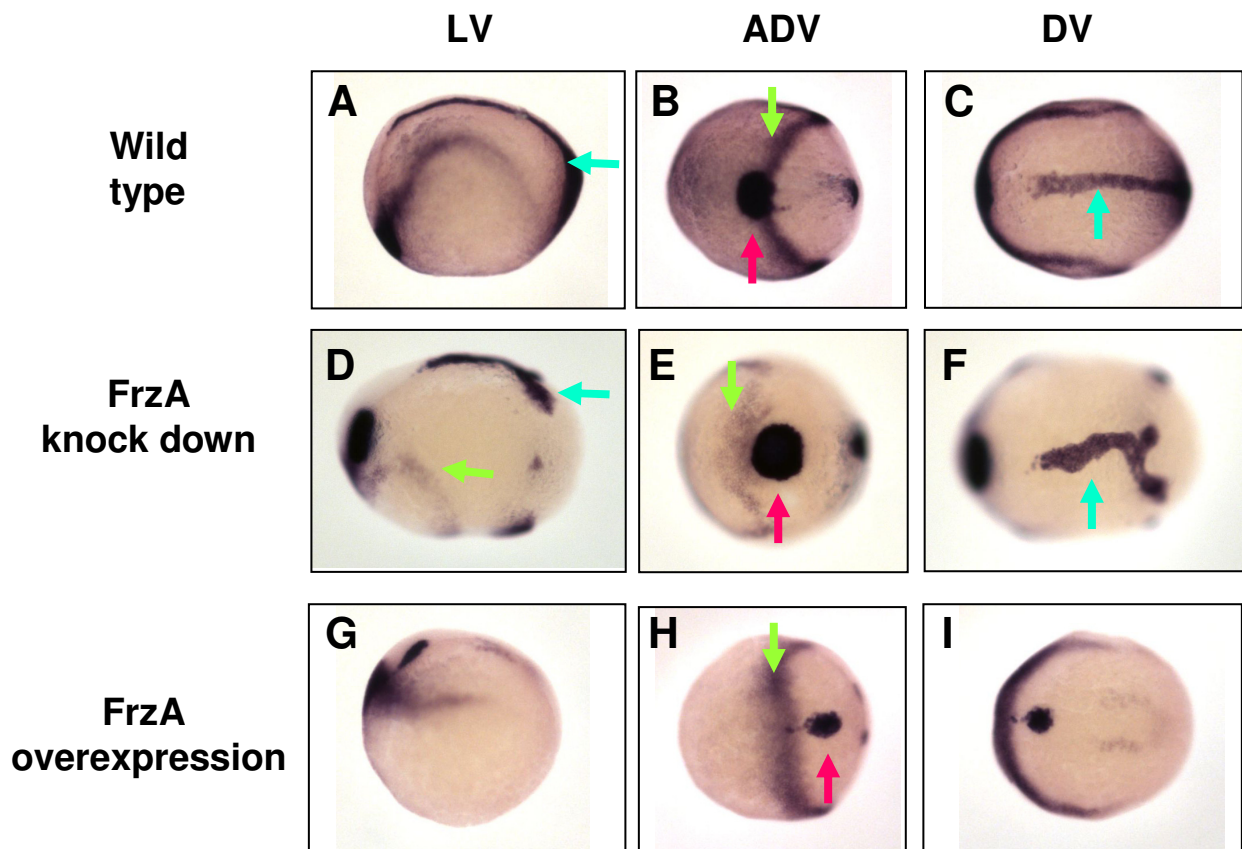 LV ADV DV
A B C
Wild
type
D E F
FrzA
knock down
G H I
FrzA
overexpression